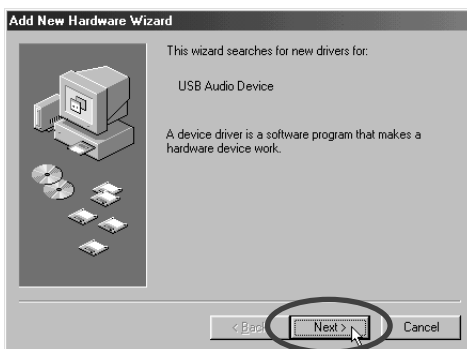 Add New Hardware Wizard
This wizard searches for new drivers for:
USB Audio Device
A device driver is a software program that makes a
hardware device work.
< Back
Next >
Cancel